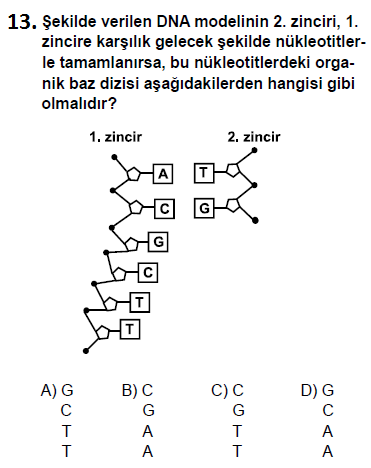 13. Şekilde verilen DNA modelinin 2. zinciri, 1.
zincire karşılık gelecek şekilde nükleotitler-
le tamamlanırsa, bu nükleotitlerdeki orga-
nik baz dizisi aşağıdakilerden hangisi gibi
olmalıdır?
1. zincir 2. zincir
A T
C G
G
C
T
T
A) G B) C C) C D) G
C G G C
T A T A
T A T A